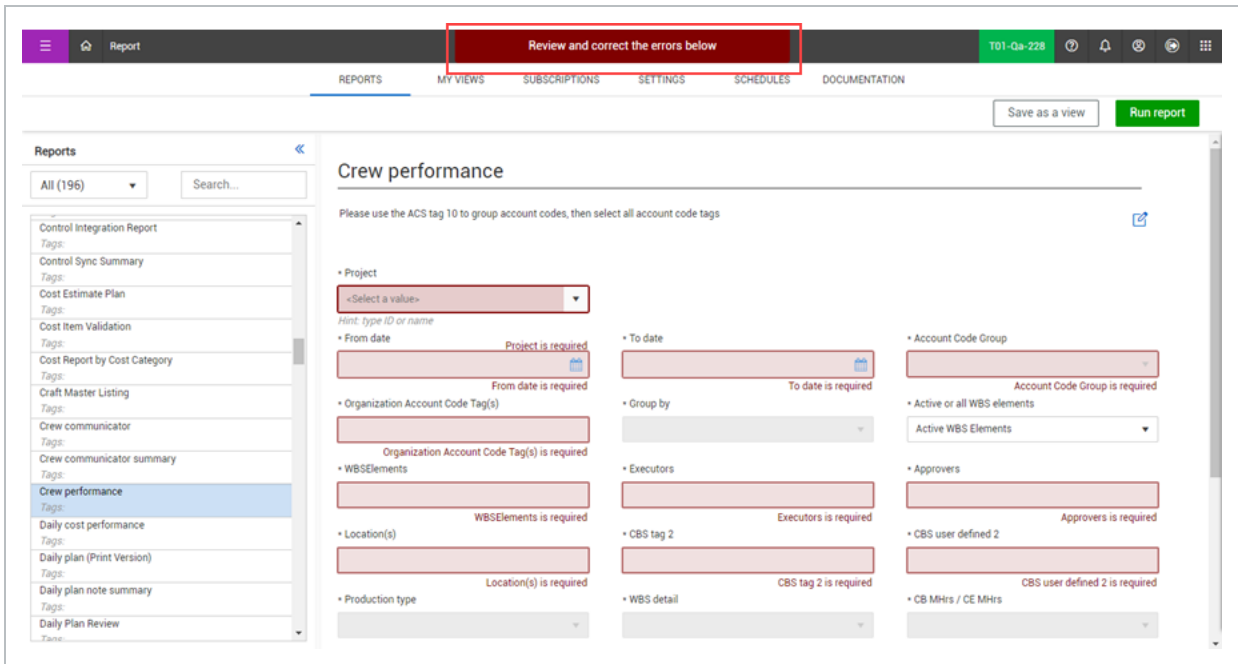 Report
Review and correct the errors below
T01-Qa-228
REPORTS MY VIEWS SUBSCRIPTIONS SETTINGS SCHEDULES DOCUMENTATION
Save as a view Run report
Reports
All (196) Search...
Control Integration Report
Tags:
Control Sync Summary
Tags:
Cost Estimate Plan
Tags:
Cost Item Validation
Tags:
Cost Report by Cost Category
Tags:
Craft Master Listing
Tags:
Crew communicator
Tags:
Crew communicator summary
Tags:
Crew performance
Tags:
Daily cost performance
Tags:
Daily plan (Print Version)
Tags:
Daily plan note summary
Tags:
Daily Plan Review
Tags:
Crew performance
Please use the ACS tag 10 to group account codes, then select all account code tags
* Project
<Select a value>
Hint: type ID or name
Project is required
* From date * To date * Account Code Group
From date is required To date is required Account Code Group is required
* Organization Account Code Tag(s) * Group by * Active or all WBS elements
Active WBS Elements
Organization Account Code Tag(s) is required
* WBSElements * Executors * Approvers
WBSElements is required Executors is required Approvers is required
* Location(s) * CBS tag 2 * CBS user defined 2
Location(s) is required CBS tag 2 is required CBS user defined 2 is required
* Production type * WBS detail * CB MHrs / CE MHrs